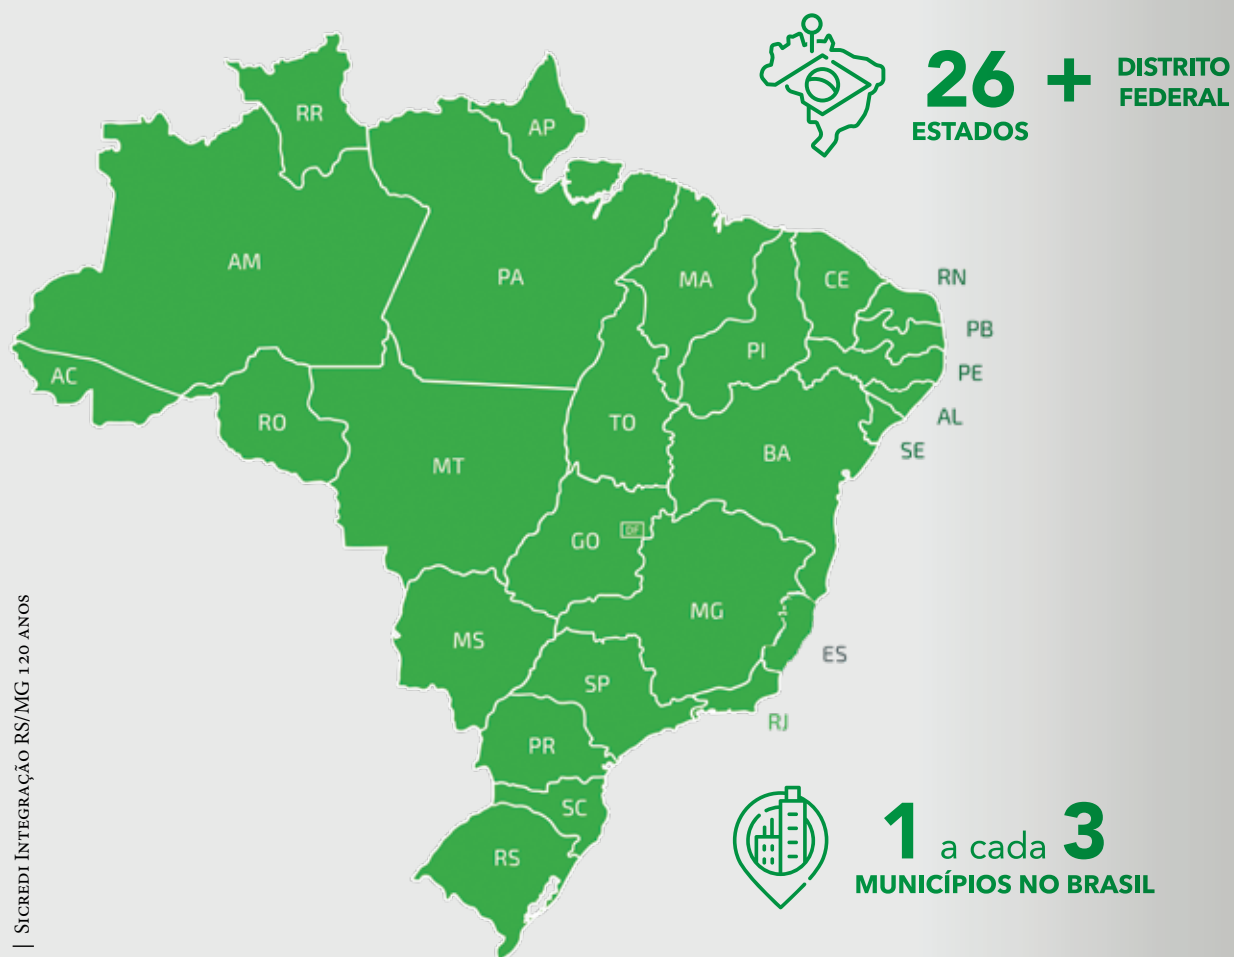 26 + DISTRITO
FEDERAL
ESTADOS
RR
AP
AM
PA
MA
CE
RN
PB
PI
PE
AC
RO
TO
AL
SE
MT
BA
GO
DF
MG
MS
ES
SP
RJ
PR
SC
RS
1 a cada 3
MUNICÍPIOS NO BRASIL
| SICREDI INTEGRAÇÃO RS/MG 120 ANOS